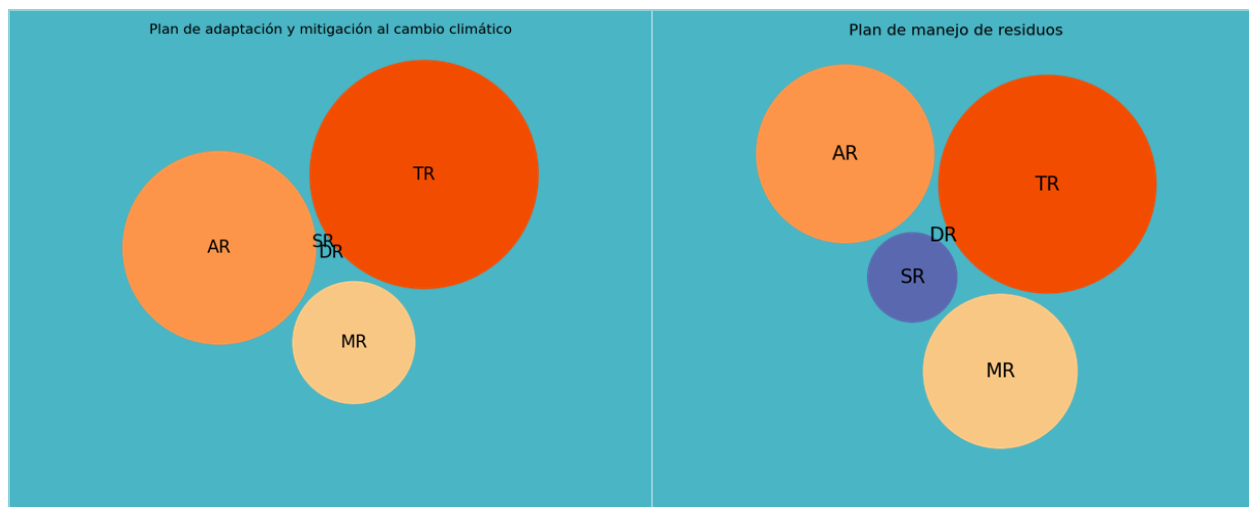 Plan de adaptación y mitigación al cambio climático
TR
AR
SR
DR
MR
Plan de manejo de residuos
AR
TR
DR
SR
MR